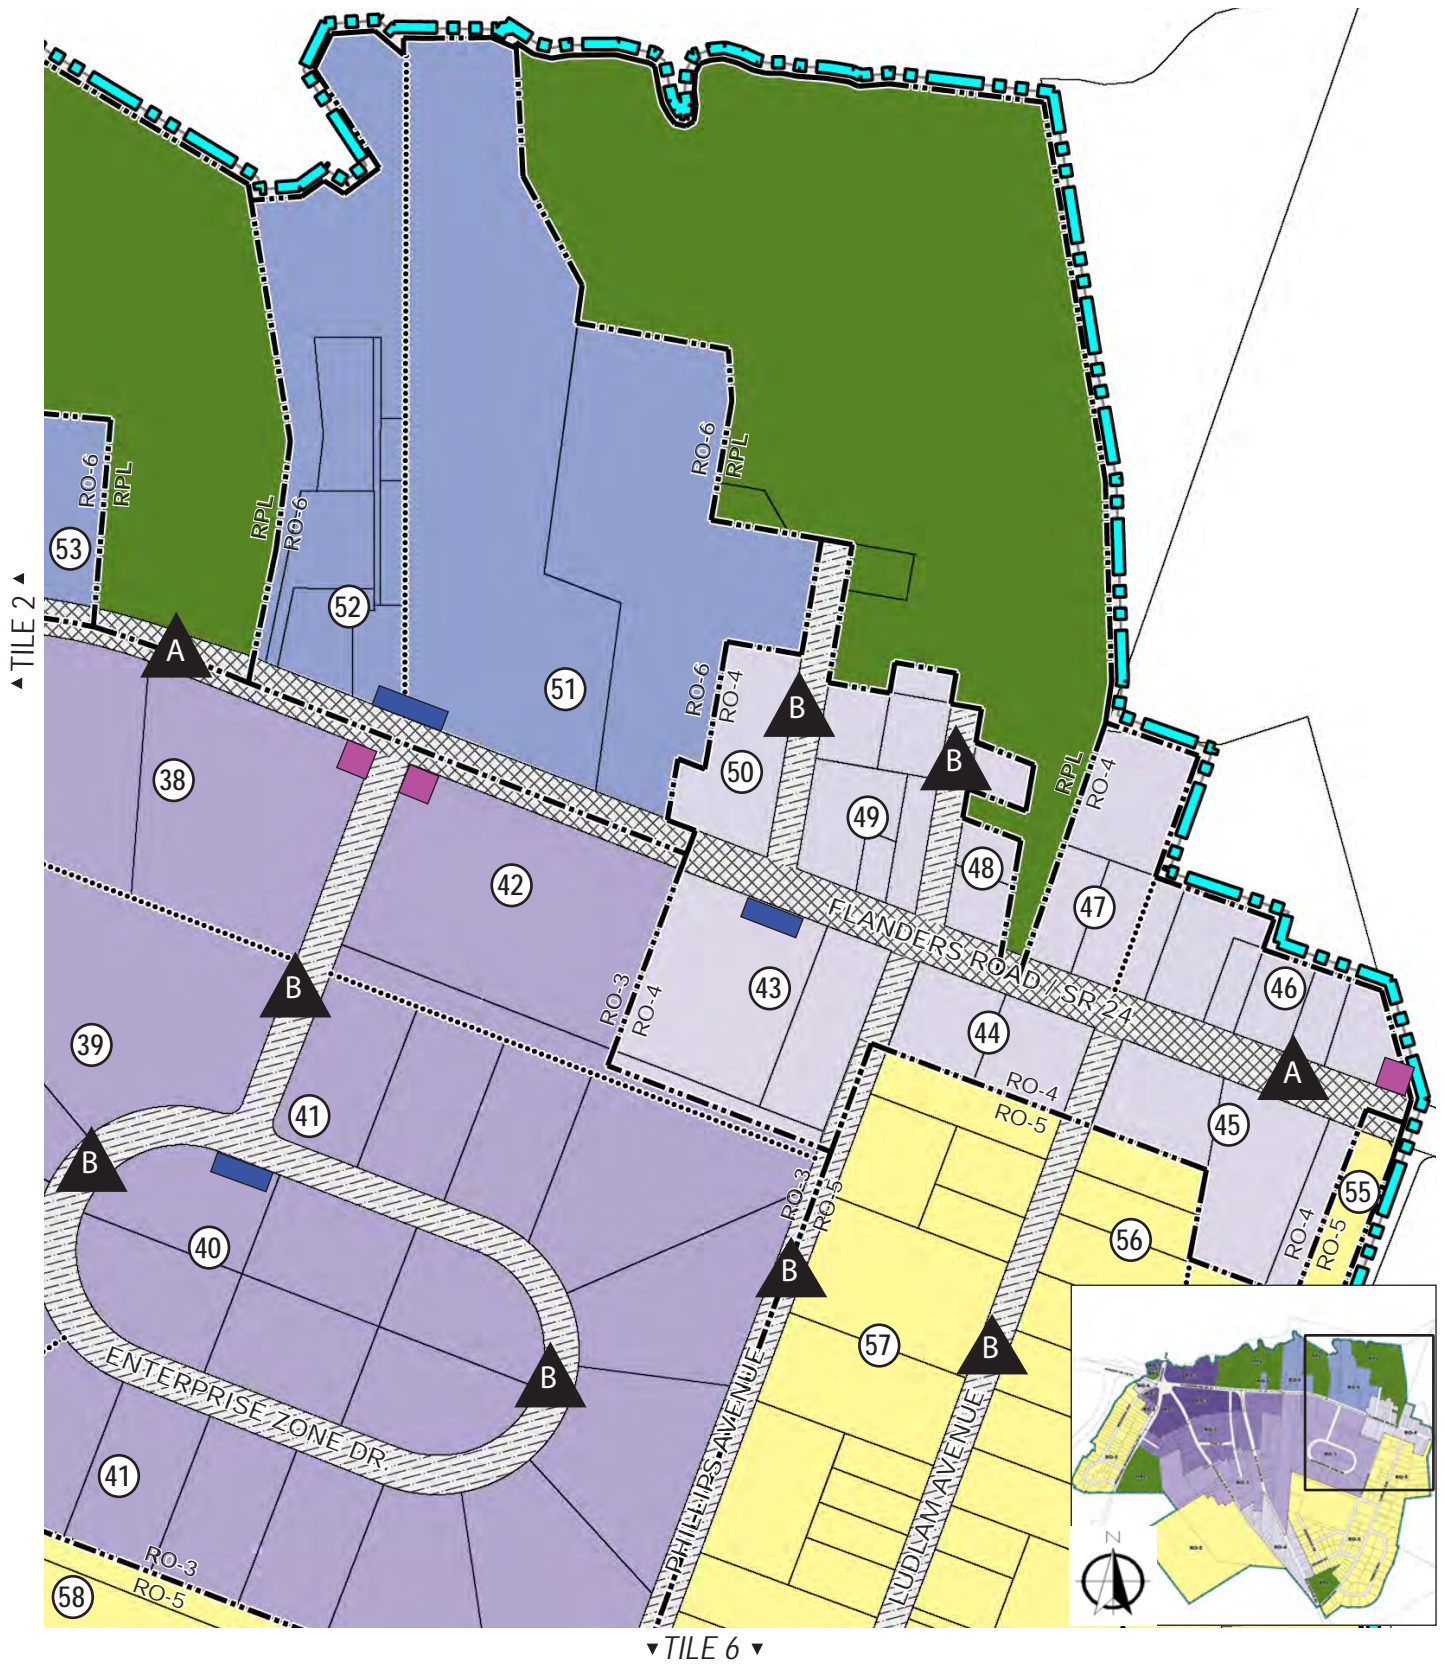 RO-6
RPL
53
RPL
RO-6
52
RO-6
RPL
▲ TILE 2 ▲
A
51
RO-6
RO-4
B
B
50
RPL
RO-4
38
49
48
47
42
FLANDERS ROAD / SR 24
B
43
46
RO-3
RO-4
44
A
39
RO-4
RO-5
41
45
B
RO-3
RO-5
55
RO-4
RO-5
40
56
B
57
B
B
ENTERPRISE ZONE DR.
PHILLIPS AVENUE
LUDLAM AVENUE
41
RO-3
RO-5
58
N
▼ TILE 6 ▼